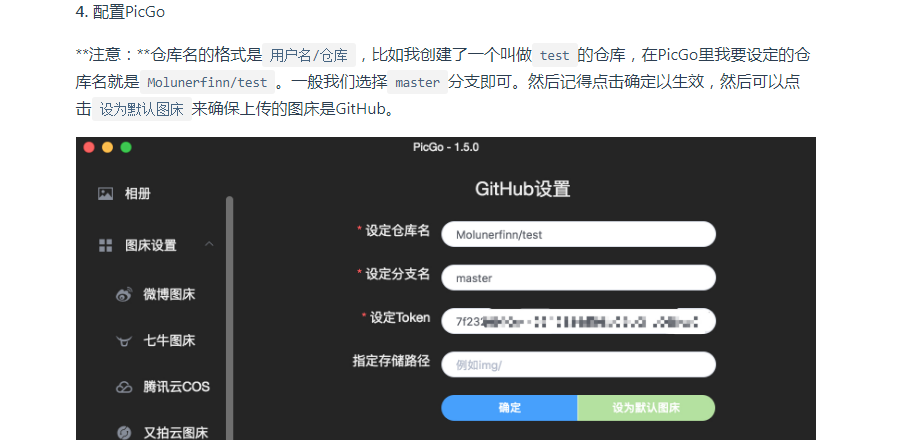 4. 配置PicGo
**注意：**仓库名的格式是 用户名/仓库 ，比如我创建了一个叫做 test 的仓库，在PicGo里我要设定的仓
库名就是 Molunerfinn/test 。一般我们选择 master 分支即可。然后记得点击确定以生效，然后可以点
击 设为默认图床 来确保上传的图床是GitHub。
PicGo - 1.5.0
相册
图床设置
微博图床
七牛图床
腾讯云COS
又拍云图床
GitHub设置
* 设定仓库名 Molunerfinn/test
* 设定分支名 master
* 设定Token 7f232
指定存储路径 例如img/
确定 设为默认图床